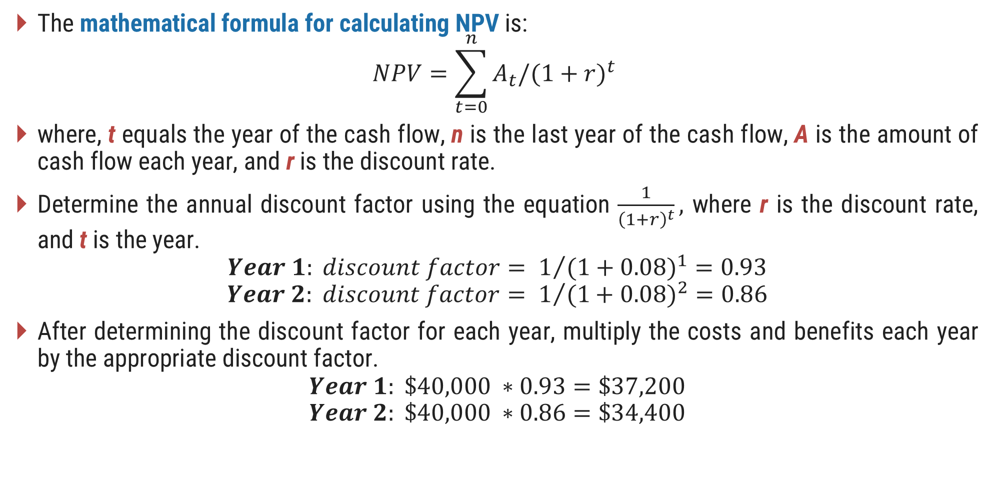 The mathematical formula for calculating NPV is:
n
NPV = ∑ A_t/(1 + r)^t
t=0
where, t equals the year of the cash flow, n is the last year of the cash flow, A is the amount of
cash flow each year, and r is the discount rate.
Determine the annual discount factor using the equation 1/(1+r)^t, where r is the discount rate,
and t is the year.
Year 1: discount factor = 1/(1 + 0.08)^1 = 0.93
Year 2: discount factor = 1/(1 + 0.08)^2 = 0.86
After determining the discount factor for each year, multiply the costs and benefits each year
by the appropriate discount factor.
Year 1: $40,000 * 0.93 = $37,200
Year 2: $40,000 * 0.86 = $34,400